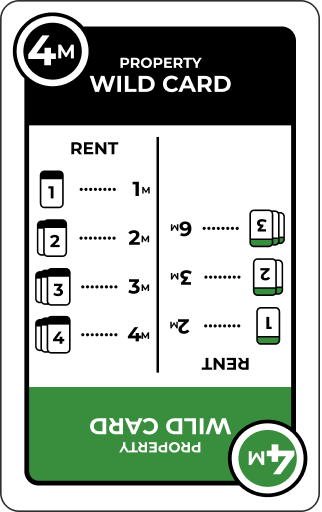 4M
PROPERTY
WILD CARD
RENT
1 ........ 1M
2 ........ 2M
3 ........ 3M
4 ........ 4M
4M
PROPERTY
WILD CARD
RENT
1 ........ 2M
2 ........ 3M
3 ........ 6M